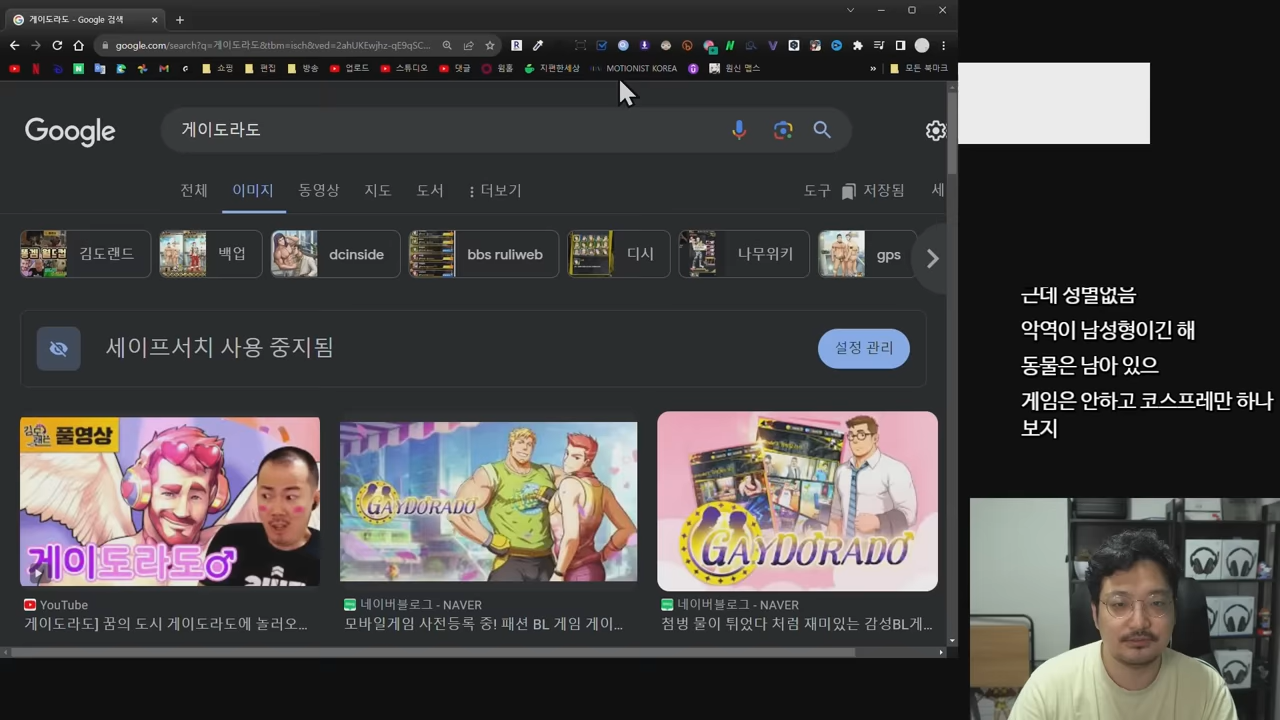 게이도라도 - Google 검색
google.com/search?q=게이도라도&tbm=isch&ved=2ahUKEwjhz-qE9qSC...
쇼핑
편집
방송
업로드
스튜디오
댓글
웜홈
지편한세상
MOTIONIST KOREA
원신 맵스
»
모든 북마크
Google
게이도라도
전체
이미지
동영상
지도
도서
더보기
도구
저장됨
세
김도랜드
백업
dcinside
bbs ruliweb
디시
나무위키
gps
세이프서치 사용 중지됨
설정 관리
김도랜드 풀영상
게이도라도♂
GAYDORADO
GAYDORADO
YouTube
게이도라도] 꿈의 도시 게이도라도에 놀러오...
네이버블로그 - NAVER
모바일게임 사전등록 중! 패션 BL 게임 게이...
네이버블로그 - NAVER
첨벙 물이 튀었다 처럼 재미있는 감성BL게...
근데 성별없음
악역이 남성형이긴 해
동물은 남아 있으
게임은 안하고 코스프레만 하나
보지